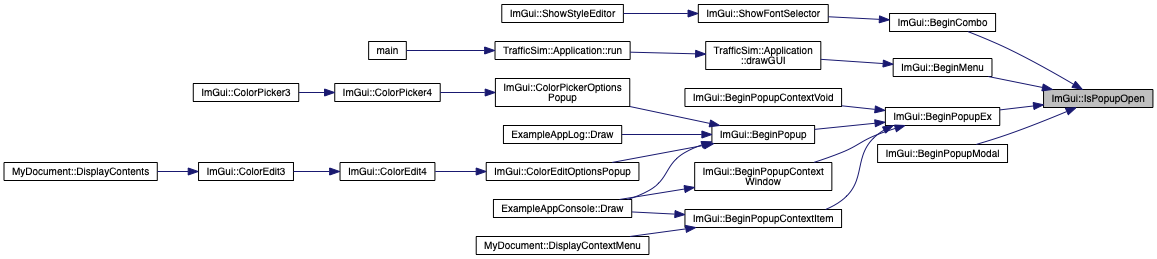 ImGui::ShowStyleEditor
ImGui::ShowFontSelector
ImGui::BeginCombo
main
TrafficSim::Application::run
TrafficSim::Application
::drawGUI
ImGui::BeginMenu
ImGui::ColorPicker3
ImGui::ColorPicker4
ImGui::ColorPickerOptions
Popup
ImGui::BeginPopupContextVoid
ImGui::IsPopupOpen
ImGui::BeginPopupEx
ExampleAppLog::Draw
ImGui::BeginPopup
ImGui::BeginPopupModal
MyDocument::DisplayContents
ImGui::ColorEdit3
ImGui::ColorEdit4
ImGui::ColorEditOptionsPopup
ImGui::BeginPopupContext
Window
ExampleAppConsole::Draw
ImGui::BeginPopupContextItem
MyDocument::DisplayContextMenu